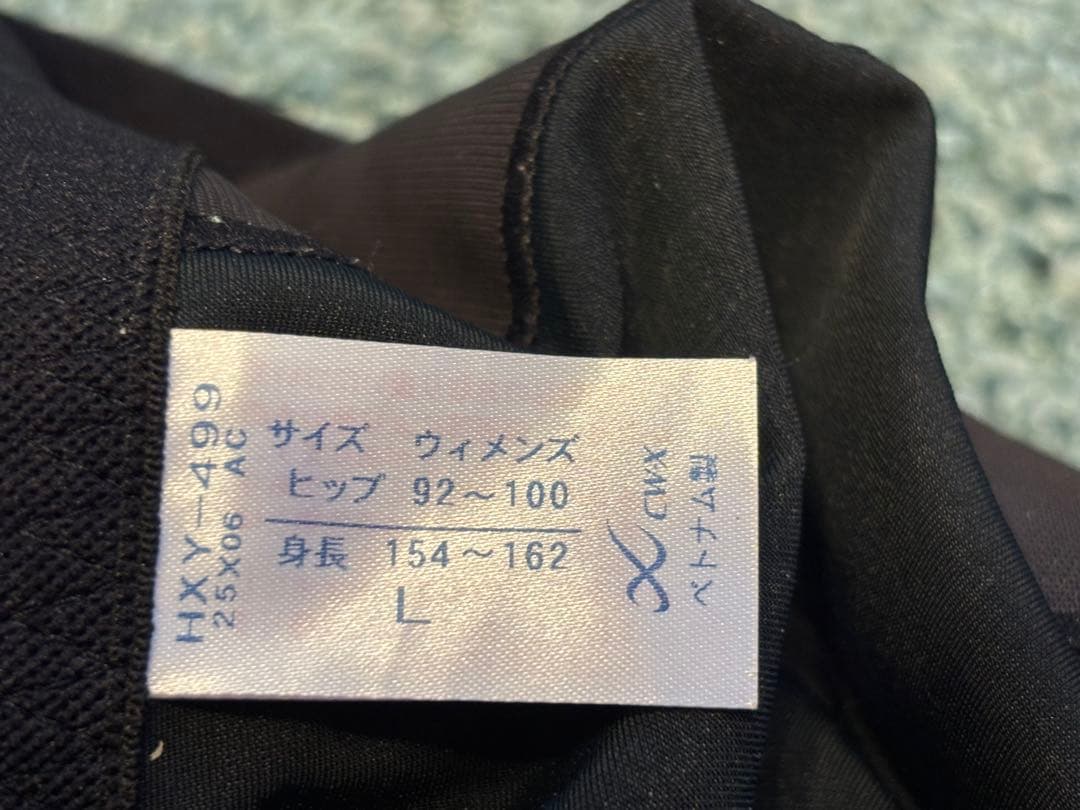 HXY-499
25X06 AC
サイズ ウィメンズ
ヒップ 92~100
身長 154~162
L
CW-X
ベトナム製